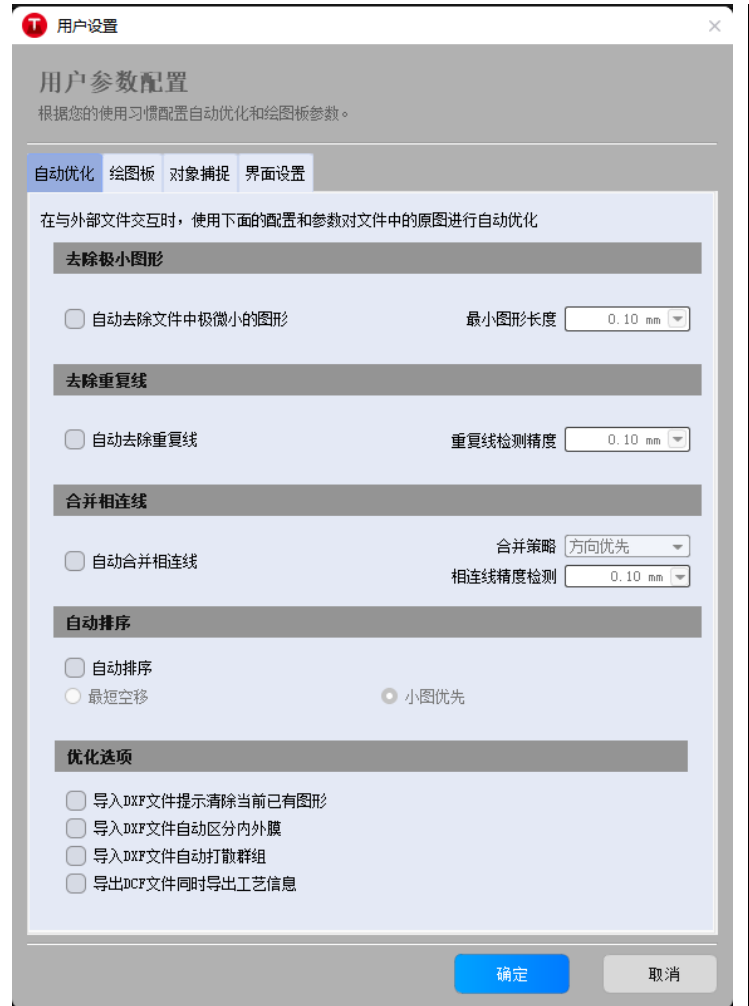 T 用户设置
用户参数配置
根据您的使用习惯配置自动优化和绘图板参数。
自动优化 绘图板 对象捕捉 界面设置
在与外部文件交互时，使用下面的配置和参数对文件中的原图进行自动优化
去除极小图形
自动去除文件中极微小的图形 最小图形长度 0.10 mm
去除重复线
自动去除重复线 重复线检测精度 0.10 mm
合并相连线
合并策略 方向优先
自动合并相连线
相连线精度检测 0.10 mm
自动排序
自动排序
最短空移 小图优先
优化选项
导入DXF文件提示清除当前已有图形
导入DXF文件自动区分内外膜
导入DXF文件自动打散群组
导出DCF文件同时导出工艺信息
确定 取消